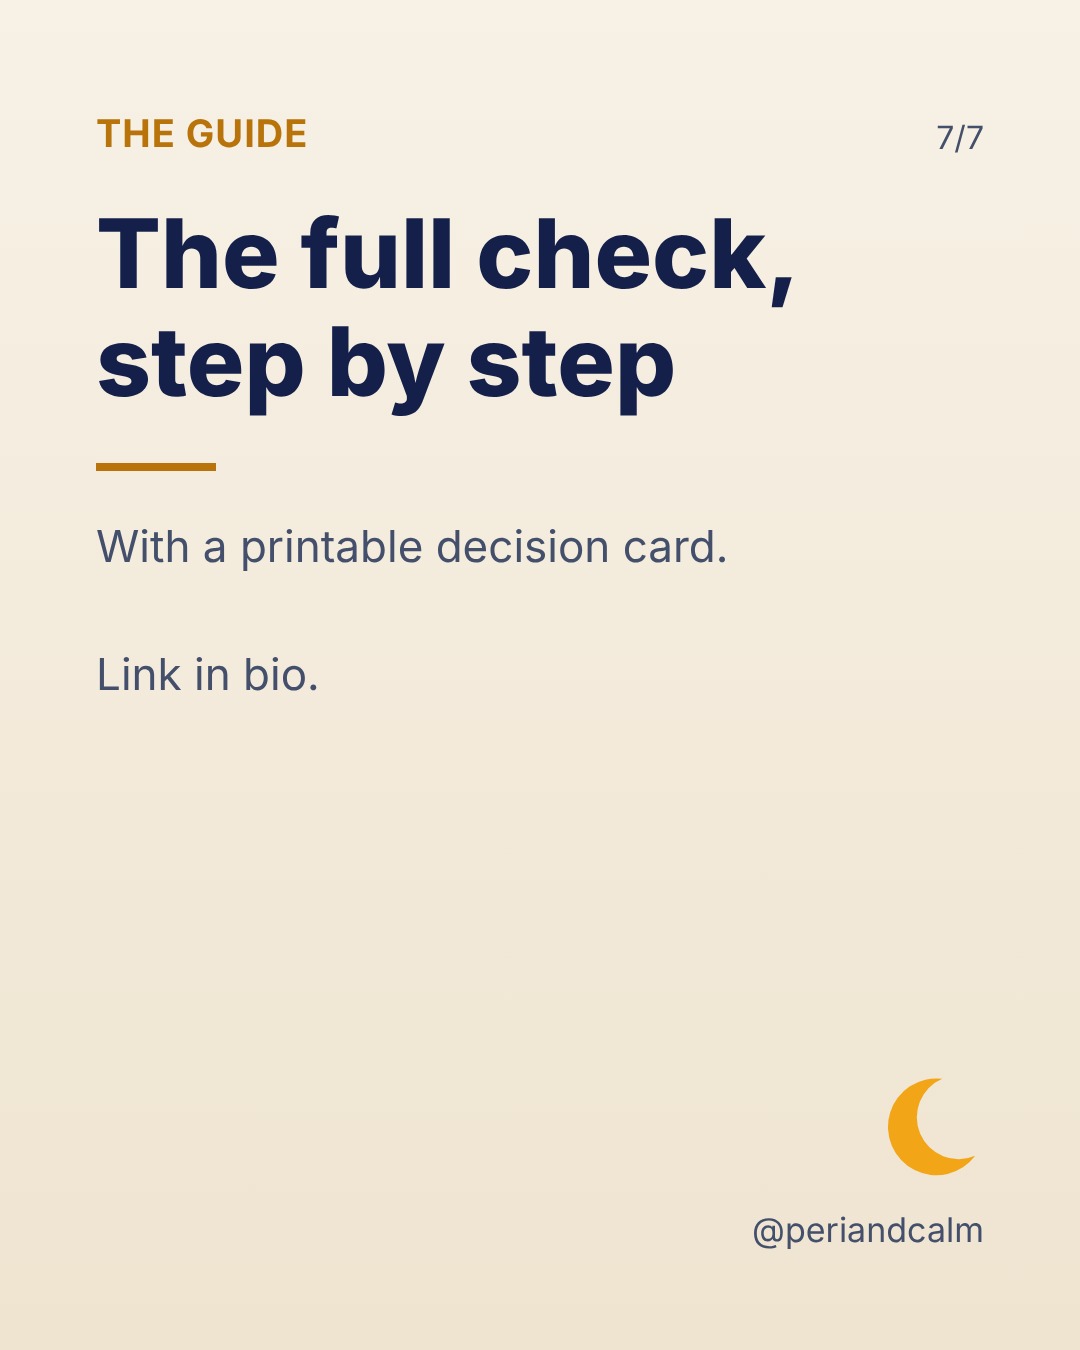 THE GUIDE
7/7
The full check,
step by step
With a printable decision card.
Link in bio.
@periandcalm